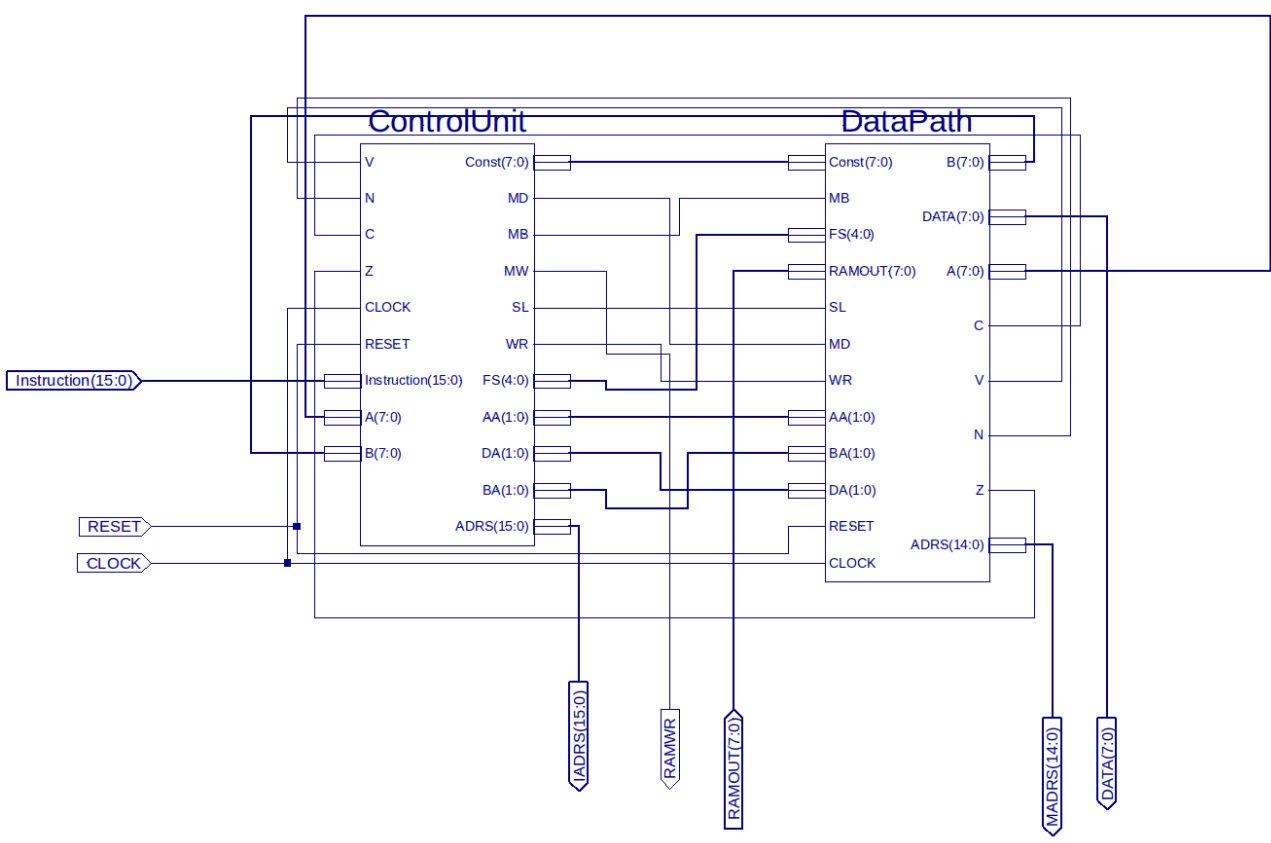 ControlUnit
V
N
C
Z
CLOCK
RESET
Instruction(15:0)
A(7:0)
B(7:0)
Const(7:0)
MD
MB
MW
SL
WR
FS(4:0)
AA(1:0)
DA(1:0)
BA(1:0)
ADRS(15:0)
DataPath
Const(7:0)
MB
FS(4:0)
RAMOUT(7:0)
SL
MD
WR
AA(1:0)
BA(1:0)
DA(1:0)
RESET
CLOCK
B(7:0)
DATA(7:0)
A(7:0)
C
V
N
Z
ADRS(14:0)
Instruction(15:0)
RESET
CLOCK
IADRS(15:0)
RAMWR
RAMOUT(7:0)
MADRS(14:0)
DATA(7:0)